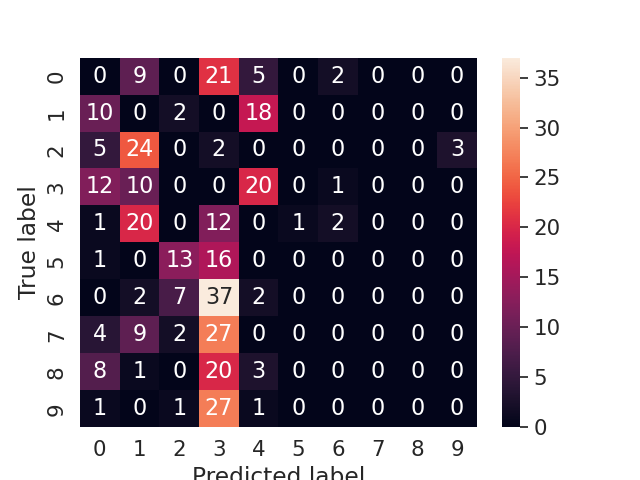 0 0 9 0 21 5 0 2 0 0 0
1 10 0 2 0 18 0 0 0 0 0
2 5 24 0 2 0 0 0 0 0 3
3 12 10 0 0 20 0 1 0 0 0
4 1 20 0 12 0 1 2 0 0 0
5 1 0 13 16 0 0 0 0 0 0
6 0 2 7 37 2 0 0 0 0 0
7 4 9 2 27 0 0 0 0 0 0
8 8 1 0 20 3 0 0 0 0 0
9 1 0 1 27 1 0 0 0 0 0
0 1 2 3 4 5 6 7 8 9
Predicted label
True label
35
30
25
20
15
10
5
0